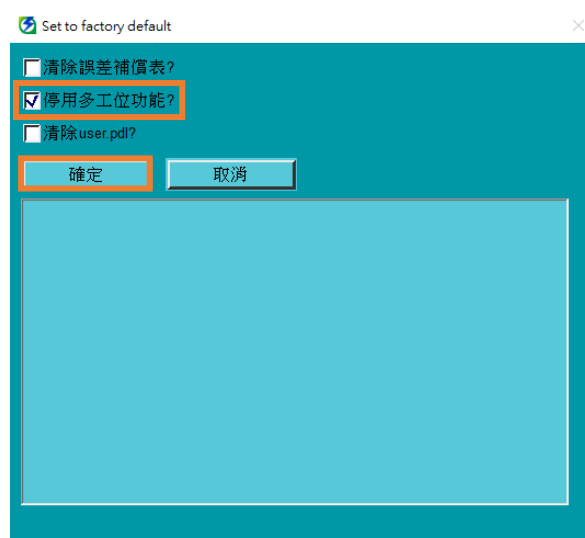 Set to factory default
清除誤差補償表?
停用多工位功能?
清除user.pdl?
確定 取消